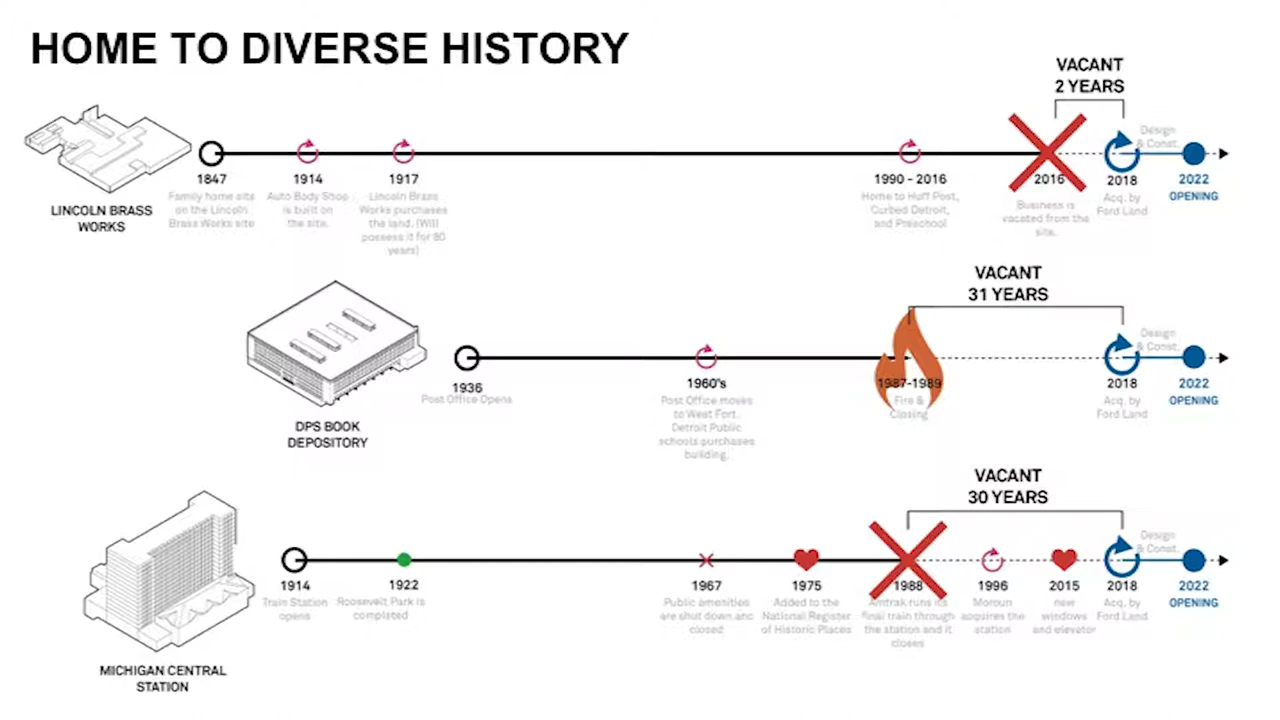 HOME TO DIVERSE HISTORY
VACANT
2 YEARS
Design
& Const.
1847
1914
1917
1990 - 2016
2016
2018
2022
OPENING
Family home sits
on the Lincoln
Brass Works site
Auto Body Shop
is built on
the site.
Lincoln Brass
Works purchases
the land. (Will
possess it for 80
years)
Home to Huff Post,
Curbed Detroit,
and Preschool
Business is
vacated from the
site.
Acq. by
Ford Land
LINCOLN BRASS
WORKS
VACANT
31 YEARS
Design
& Const.
1936
Post Office Opens
1960's
Post Office moves
to West Fort.
Detroit Public
schools purchases
building.
1987-1989
Fire &
Closing
2018
Acq. by
Ford Land
2022
OPENING
DPS BOOK
DEPOSITORY
VACANT
30 YEARS
Design
& Const.
1914
Train Station
opens
1922
Roosevelt Park is
completed
1967
Public amenities
are shut down and
closed
1975
Added to the
National Register
of Historic Places
1988
Amtrak runs its
final train through
the station and it
closes
1996
Moroun
acquires the
station
2015
new
windows
and elevator
2018
Acq. by
Ford Land
2022
OPENING
MICHIGAN CENTRAL
STATION